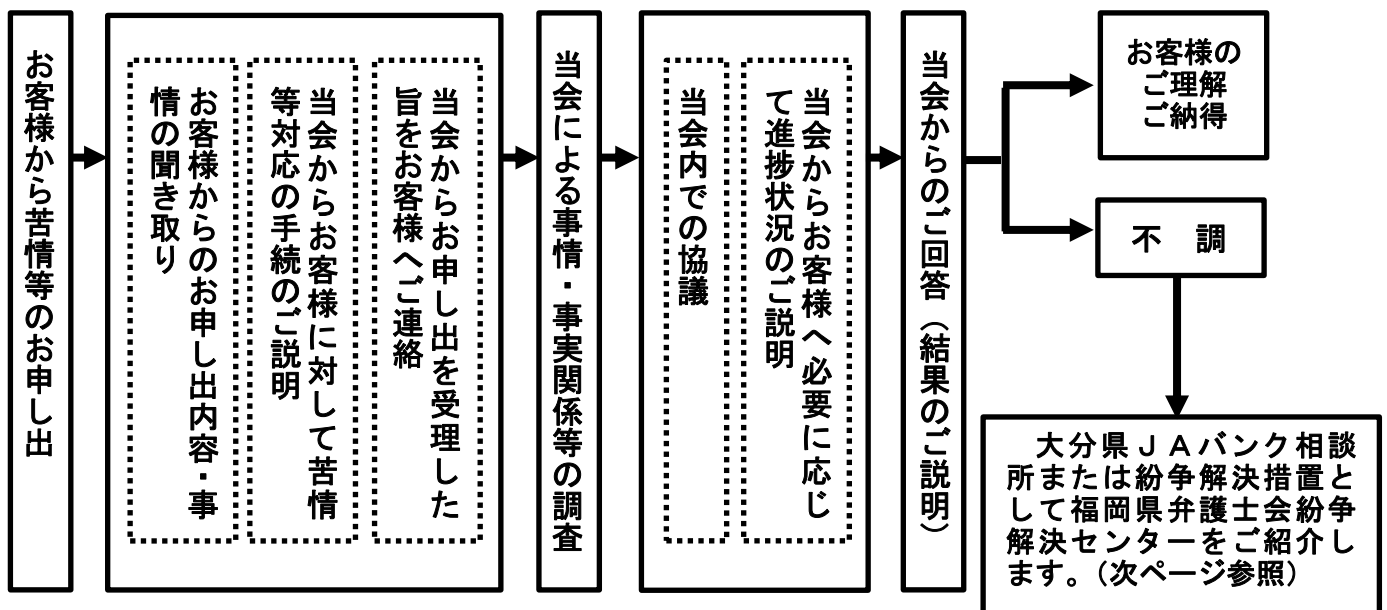 お客様から苦情等のお申し出
お客様からのお申し出内容・事
情の聞き取り
当会からお客様に対して苦情
等対応の手続のご説明
当会からお申し出を受理した
旨をお客様へご連絡
当会による事情・事実関係等の調査
当会内での協議
当会からお客様へ必要に応じ
て進捗状況のご説明
当会からのご回答（結果のご説明）
お客様の
ご理解
ご納得
不　調
大分県ＪＡバンク相談
所または紛争解決措置と
して福岡県弁護士会紛争
解決センターをご紹介し
ます。（次ページ参照）